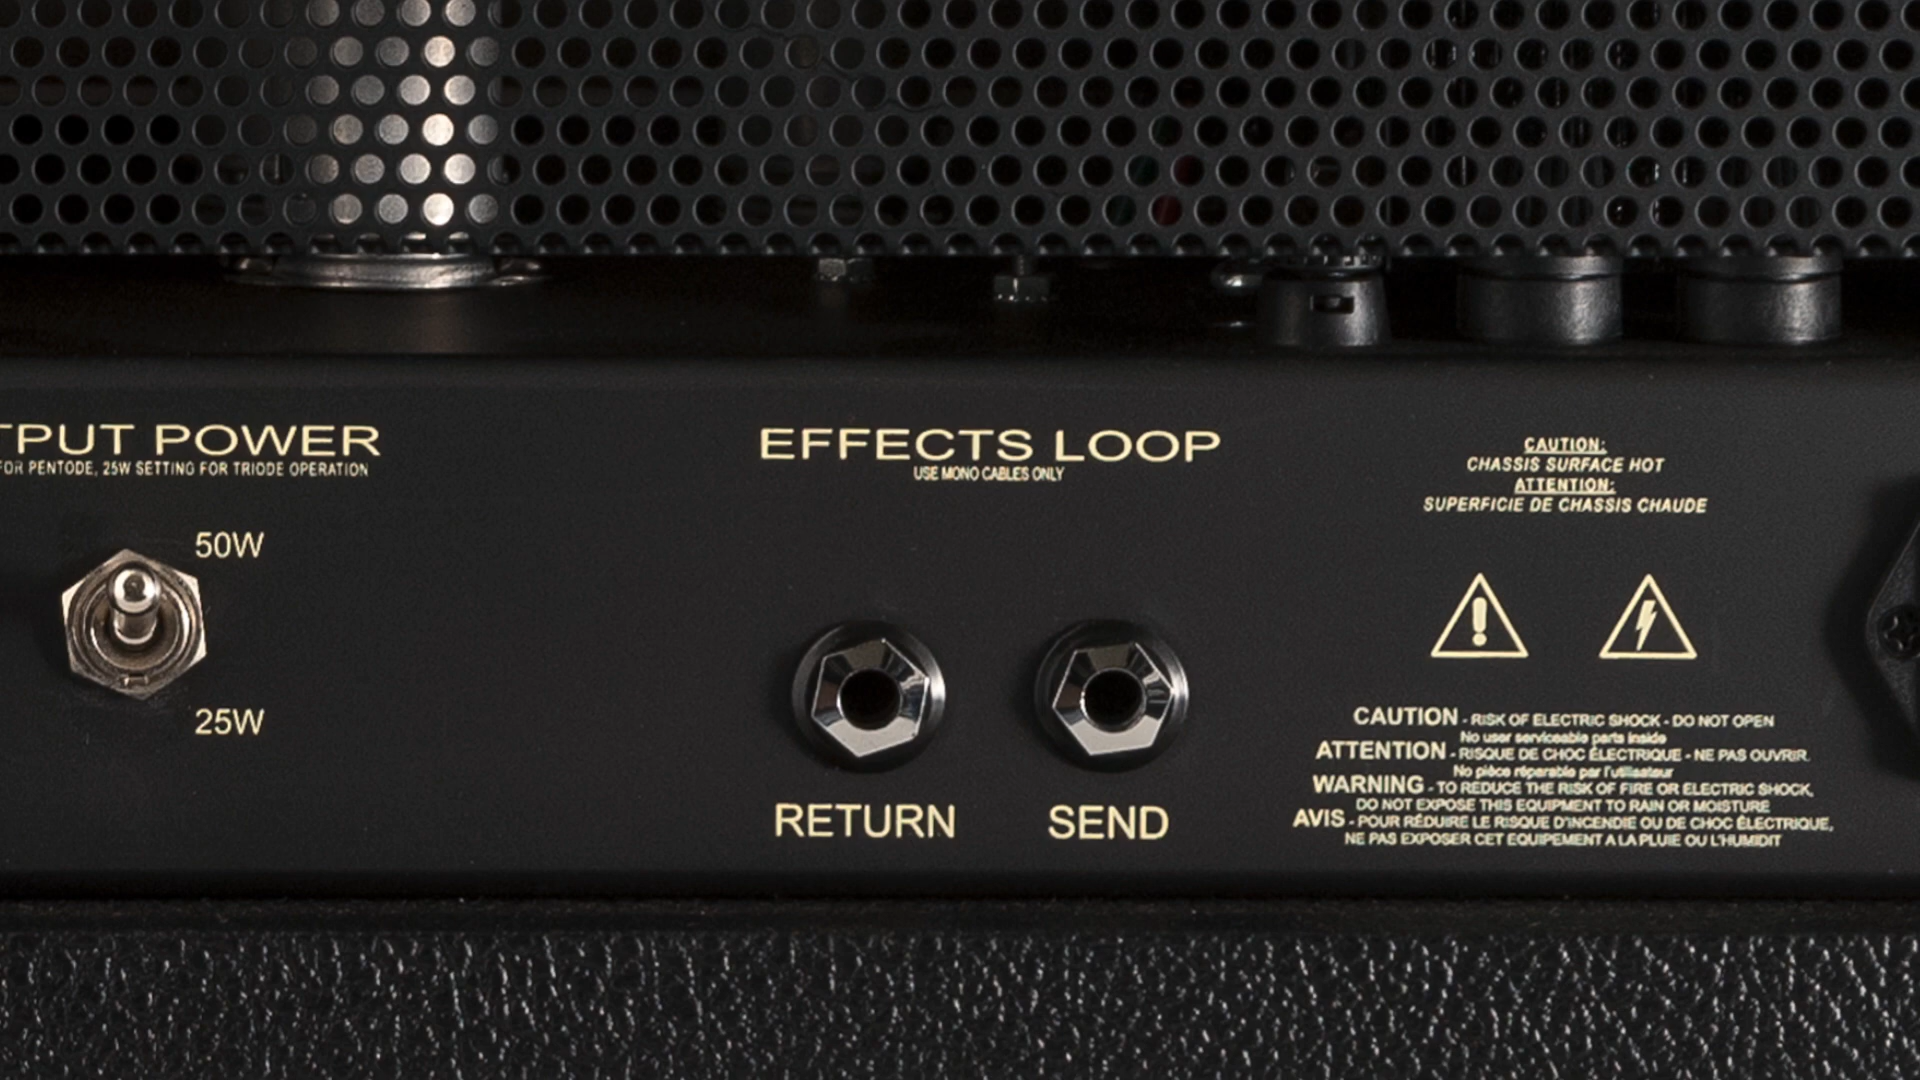 TPUT POWER
FOR PENTODE, 25W SETTING FOR TRIODE OPERATION
50W
25W
EFFECTS LOOP
USE MONO CABLES ONLY
RETURN
SEND
CAUTION:
CHASSIS SURFACE HOT
ATTENTION:
SUPERFICIE DE CHASSIS CHAUDE
CAUTION - RISK OF ELECTRIC SHOCK - DO NOT OPEN
No user serviceable parts inside
ATTENTION - RISQUE DE CHOC ÉLECTRIQUE - NE PAS OUVRIR.
No pièce réparable par l'utilisateur
WARNING - TO REDUCE THE RISK OF FIRE OR ELECTRIC SHOCK,
DO NOT EXPOSE THIS EQUIPMENT TO RAIN OR MOISTURE
AVIS - POUR RÉDUIRE LE RISQUE D'INCENDIE OU DE CHOC ÉLECTRIQUE,
NE PAS EXPOSER CET EQUIPEMENT A LA PLUIE OU L'HUMIDIT